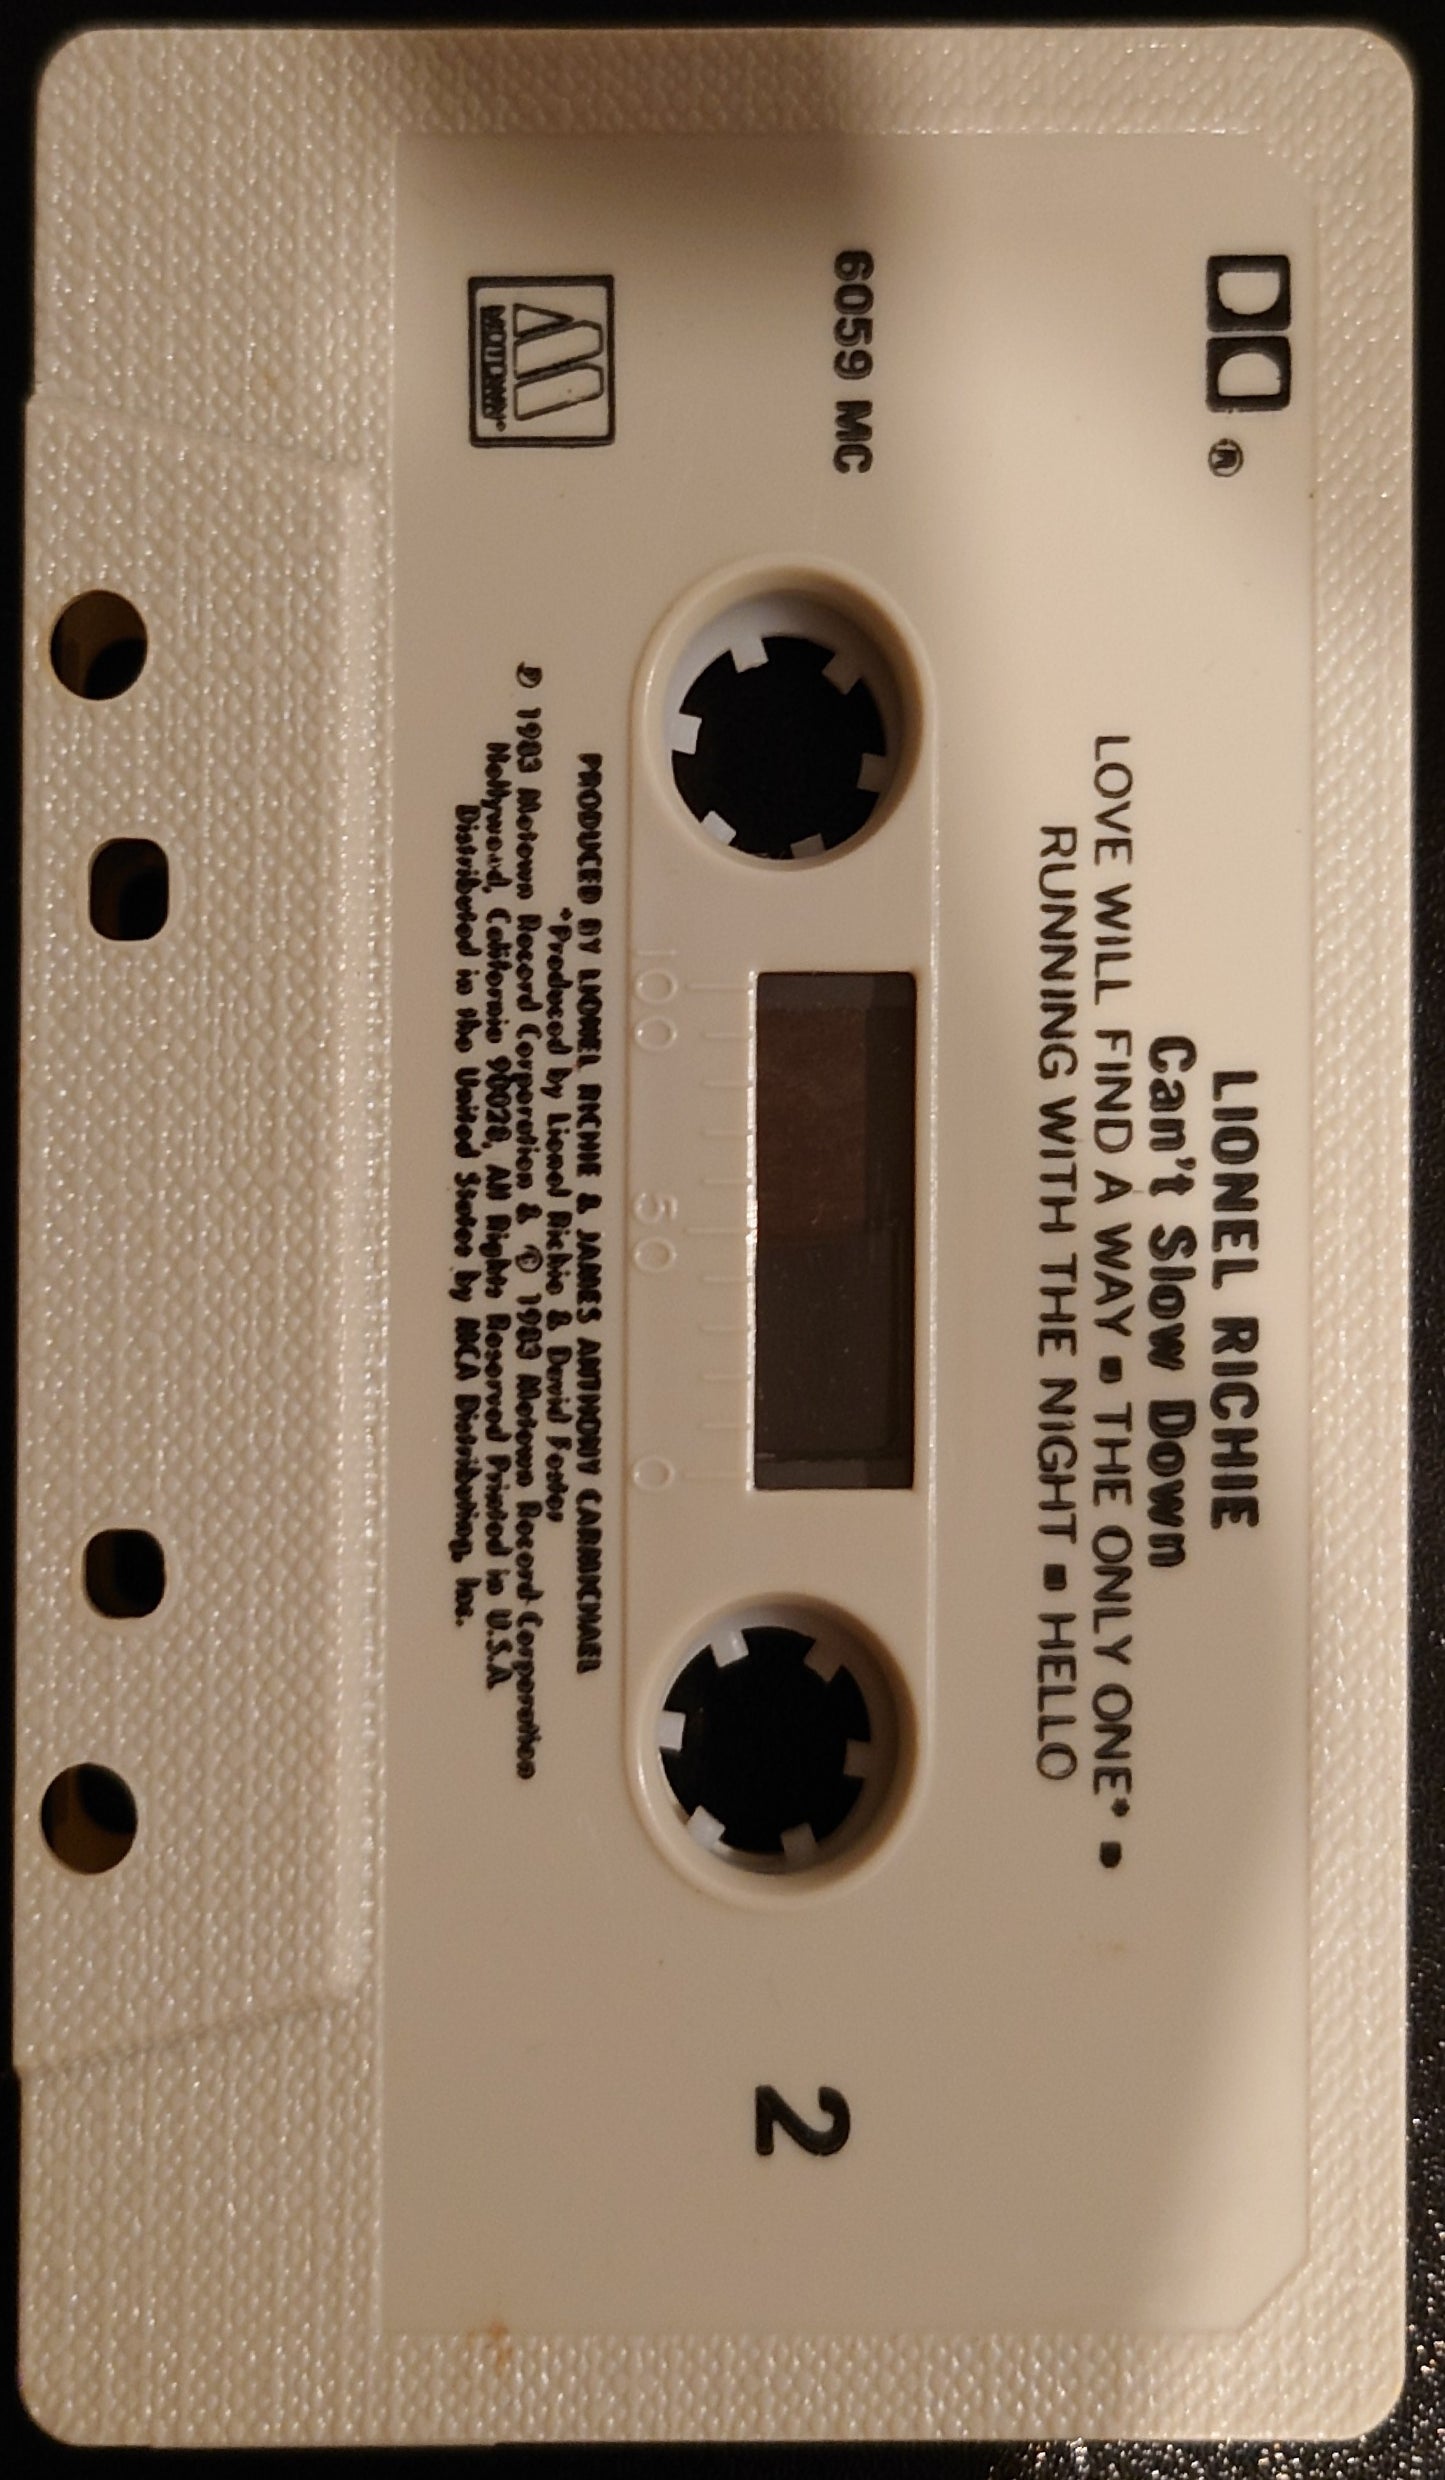 LIONEL RICHIE
Can't Slow Down
LOVE WILL FIND A WAY ▪ THE ONLY ONE* ▪
RUNNING WITH THE NIGHT ▪ HELLO
®
6059 MC
2
100 50 0
MOTOWN®
PRODUCED BY LIONEL RICHIE & JAMES ANTHONY CARMICHAEL
*Produced by Lionel Richie & David Foster
℗ 1983 Motown Record Corporation & © 1983 Motown Record Corporation
Hollywood, California 90028, All Rights Reserved Printed in U.S.A
Distributed in the United States by MCA Distributing, Inc.